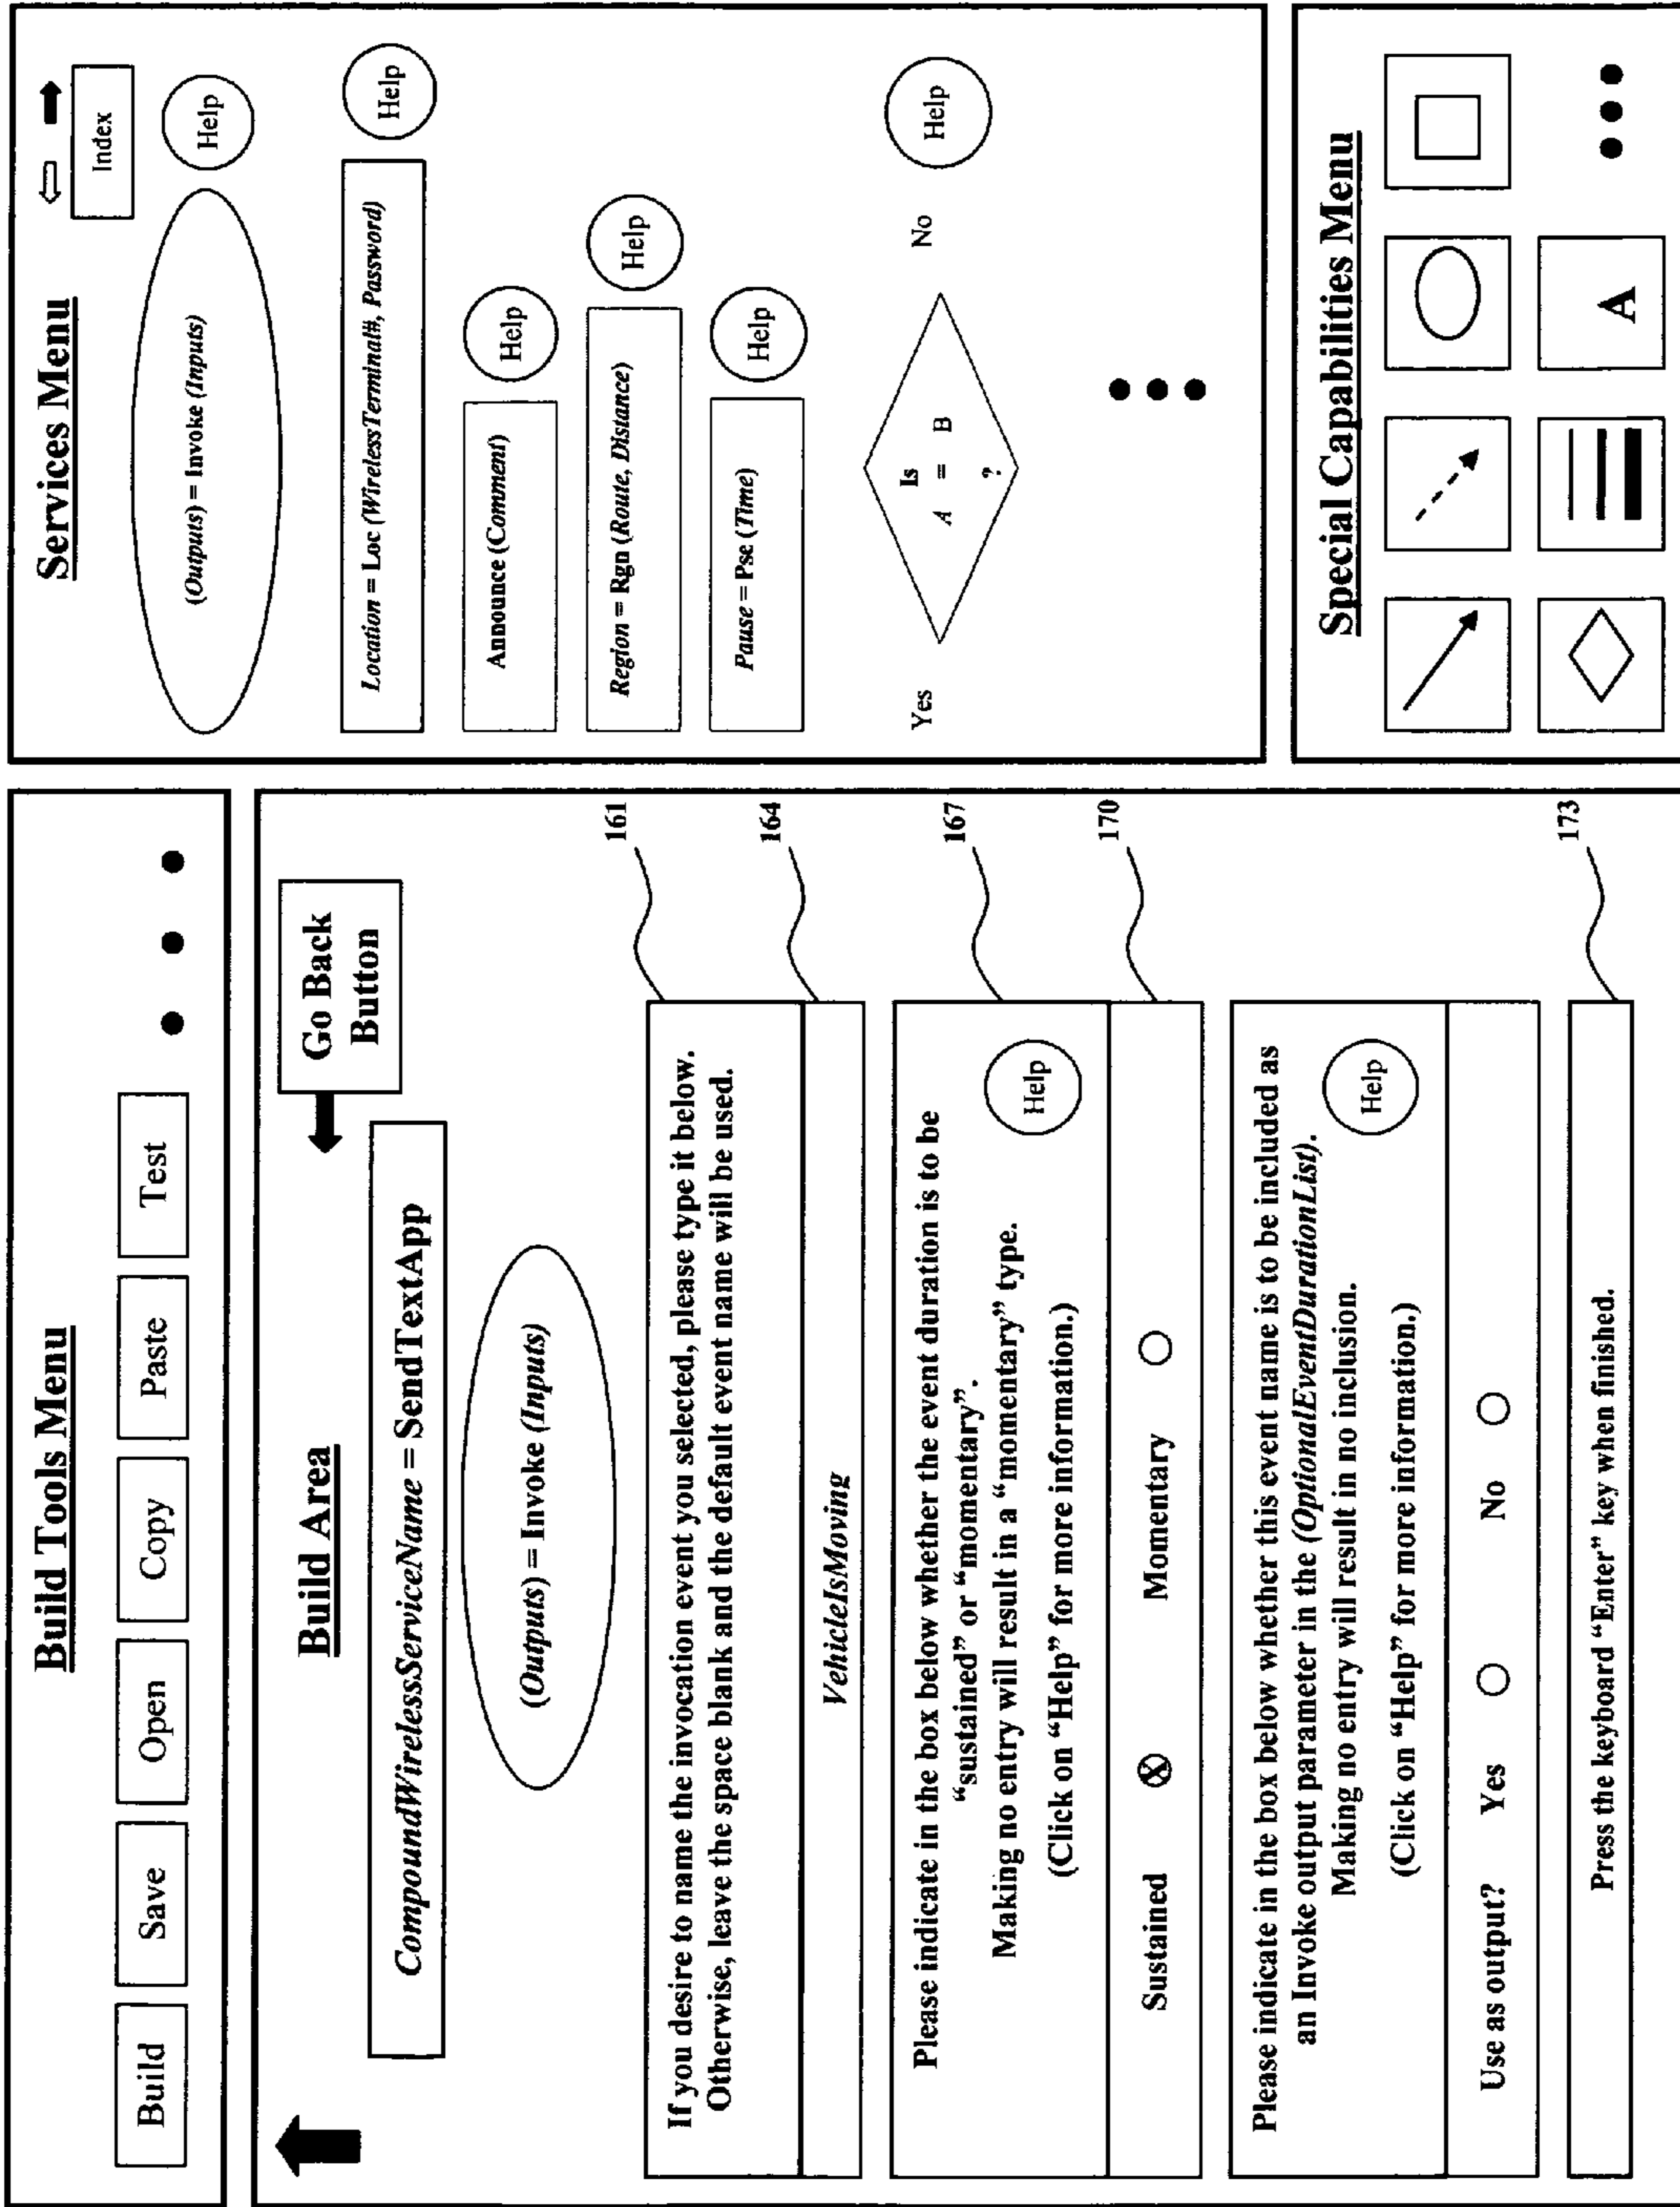 Build Tools Menu
Build
Save
Open
Copy
Paste
Test
Build Area
Go Back
Button
CompoundWirelessServiceName = SendTextApp
(Outputs) = Invoke (Inputs)
161
If you desire to name the invocation event you selected, please type it below.
Otherwise, leave the space blank and the default event name will be used.
164
VehicleIsMoving
167
Please indicate in the box below whether the event duration is to be
“sustained” or “momentary”.
Making no entry will result in a “momentary” type.
(Click on “Help” for more information.)
Help
170
Sustained
Momentary
Please indicate in the box below whether this event name is to be included as
an Invoke output parameter in the (OptionalEventDurationList).
Making no entry will result in no inclusion.
(Click on “Help” for more information.)
Help
Use as output? Yes No
173
Press the keyboard “Enter” key when finished.
Services Menu
Index
(Outputs) = Invoke (Inputs)
Help
Location = Loc (WirelessTerminal#, Password)
Help
Announce (Comment)
Help
Region = Rgn (Route, Distance)
Help
Pause = Pse (Time)
Help
Yes
Is
A = B
?
No
Help
Special Capabilities Menu
A